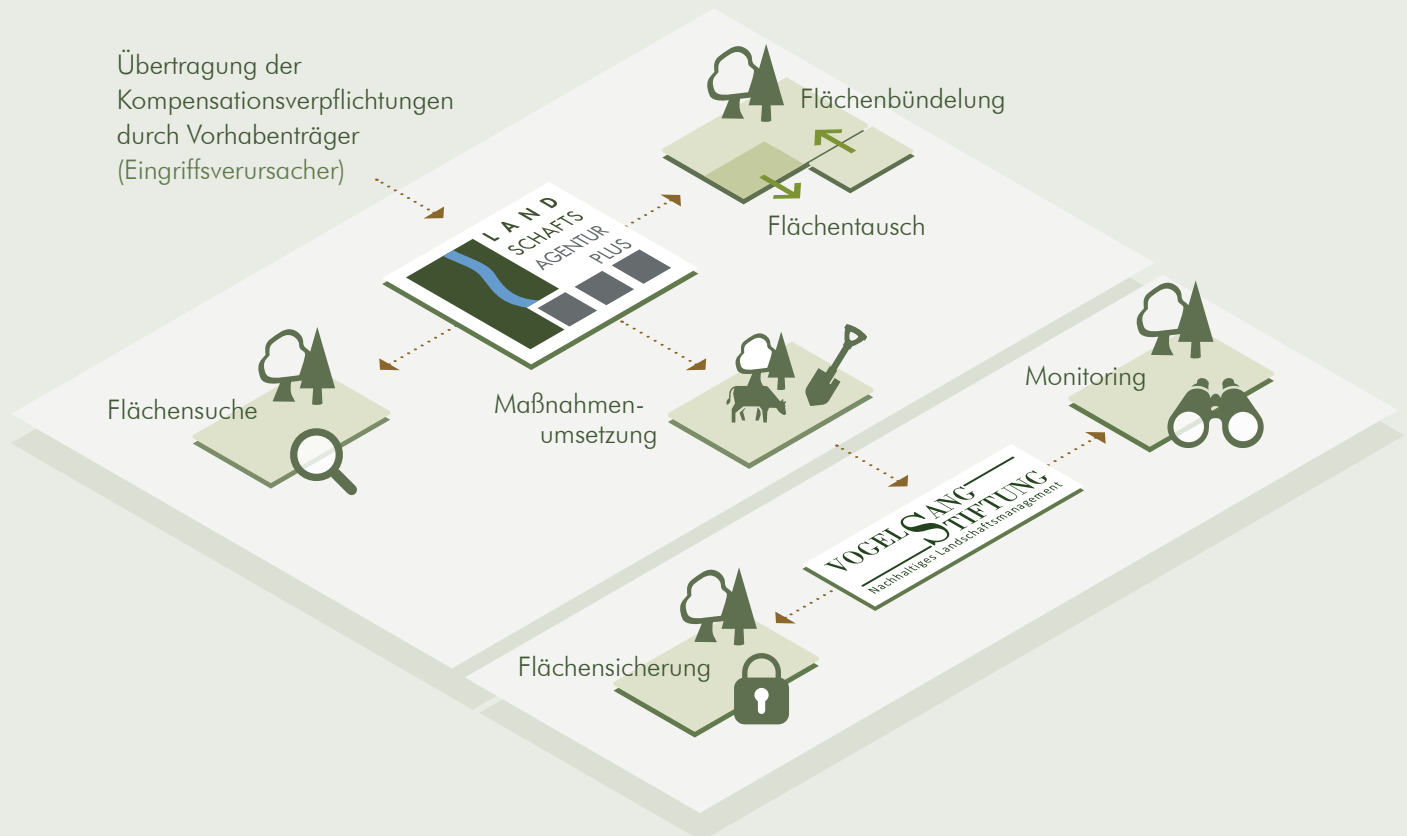 Übertragung der
Kompensationsverpflichtungen
durch Vorhabenträger
(Eingriffsverursacher)
Flächenbündelung
Flächentausch
LAND
SCHAFTS
AGENTUR
PLUS
Flächensuche
Maßnahmen-
umsetzung
Monitoring
VOGELSANG
STIFTUNG
Nachhaltiges Landschaftsmanagement
Flächensicherung